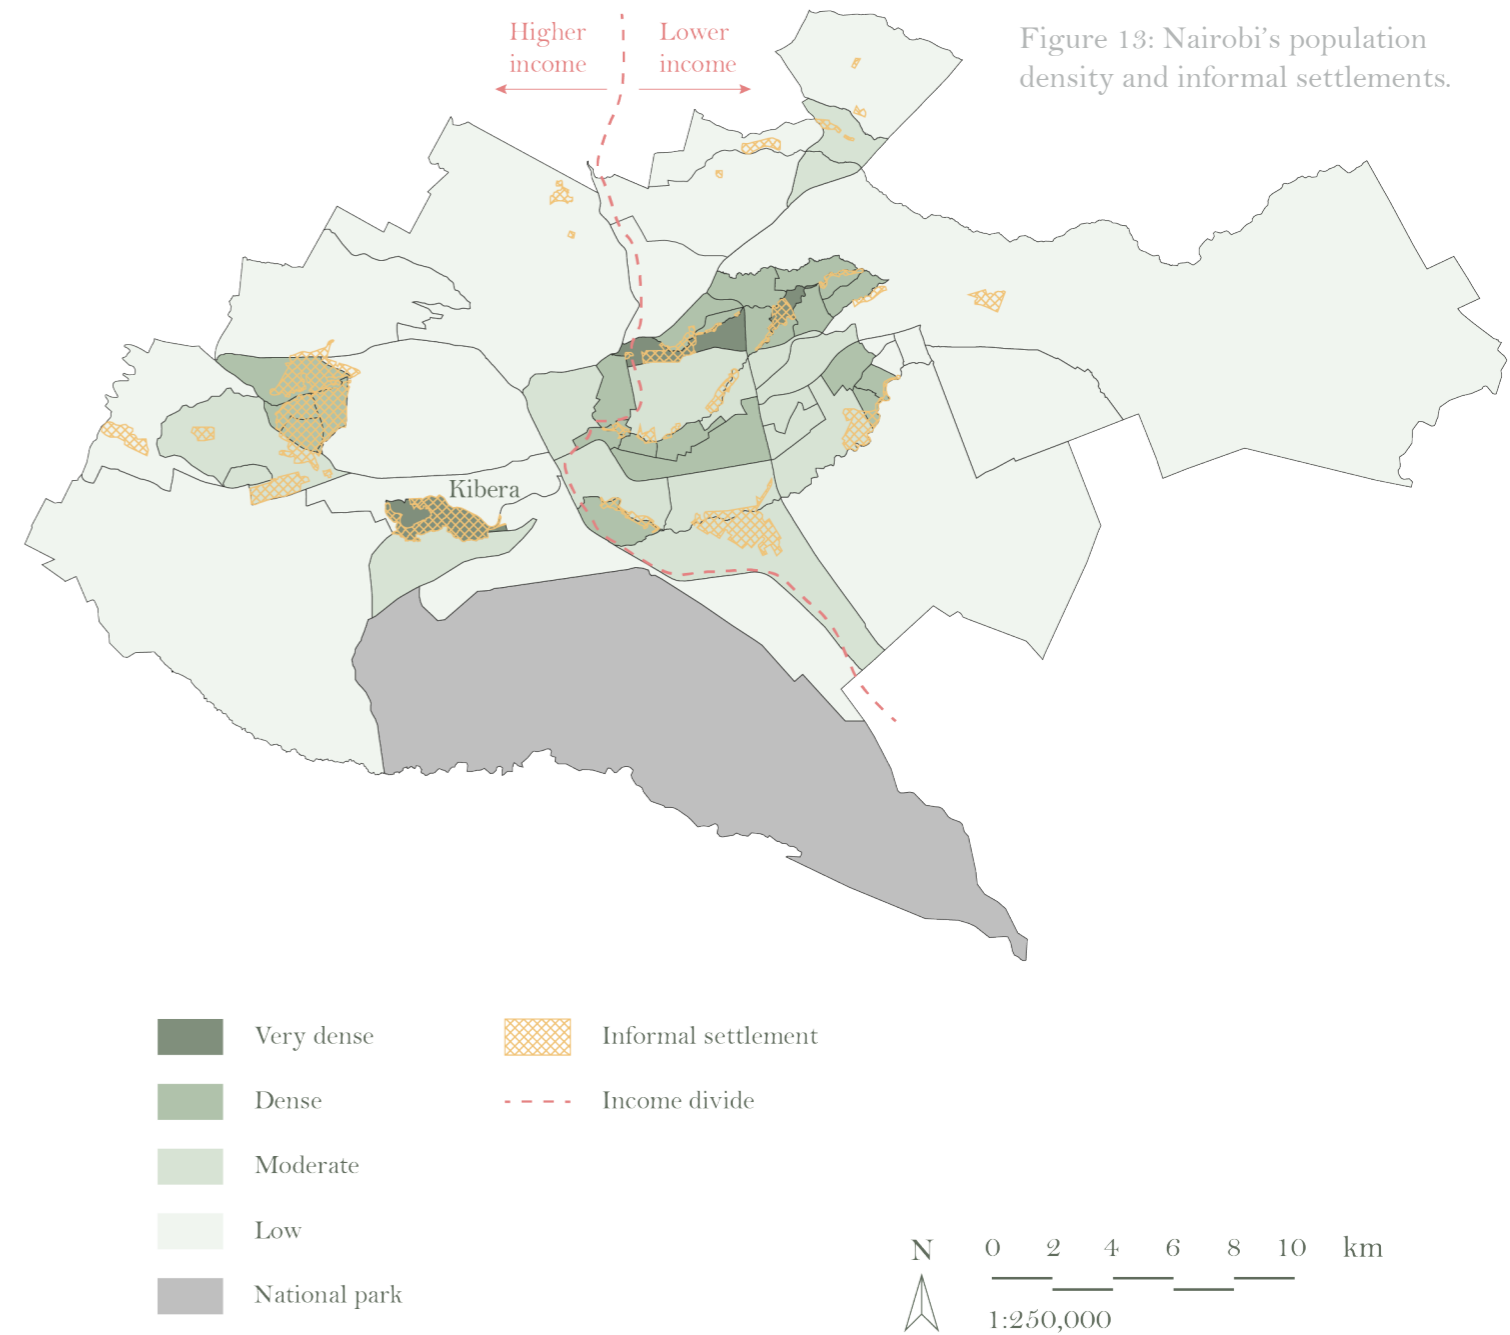 Higher
income
Lower
income
Figure 13: Nairobi’s population
density and informal settlements.
Kibera
Very dense
Informal settlement
Dense
Income divide
Moderate
Low
National park
N
0 2 4 6 8 10 km
1:250,000